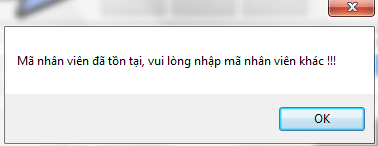 Mã nhân viên đã tồn tại, vui lòng nhập mã nhân viên khác !!!
OK